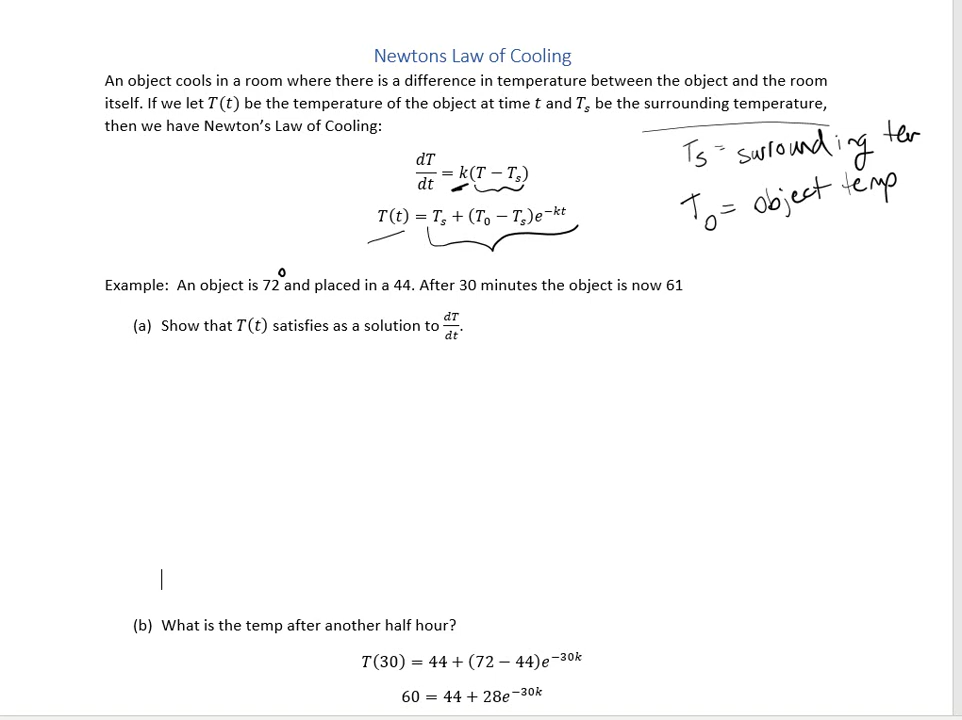 Newtons Law of Cooling
An object cools in a room where there is a difference in temperature between the object and the room
itself. If we let T(t) be the temperature of the object at time t and Tₛ be the surrounding temperature,
then we have Newton's Law of Cooling:
dT/dt = k(T − Tₛ)
T(t) = Tₛ + (T₀ − Tₛ)e^−kt
Ts = surrounding tem
To = object temp
Example: An object is 72° and placed in a 44. After 30 minutes the object is now 61
(a) Show that T(t) satisfies as a solution to dT/dt.
(b) What is the temp after another half hour?
T(30) = 44 + (72 − 44)e^−30k
60 = 44 + 28e^−30k